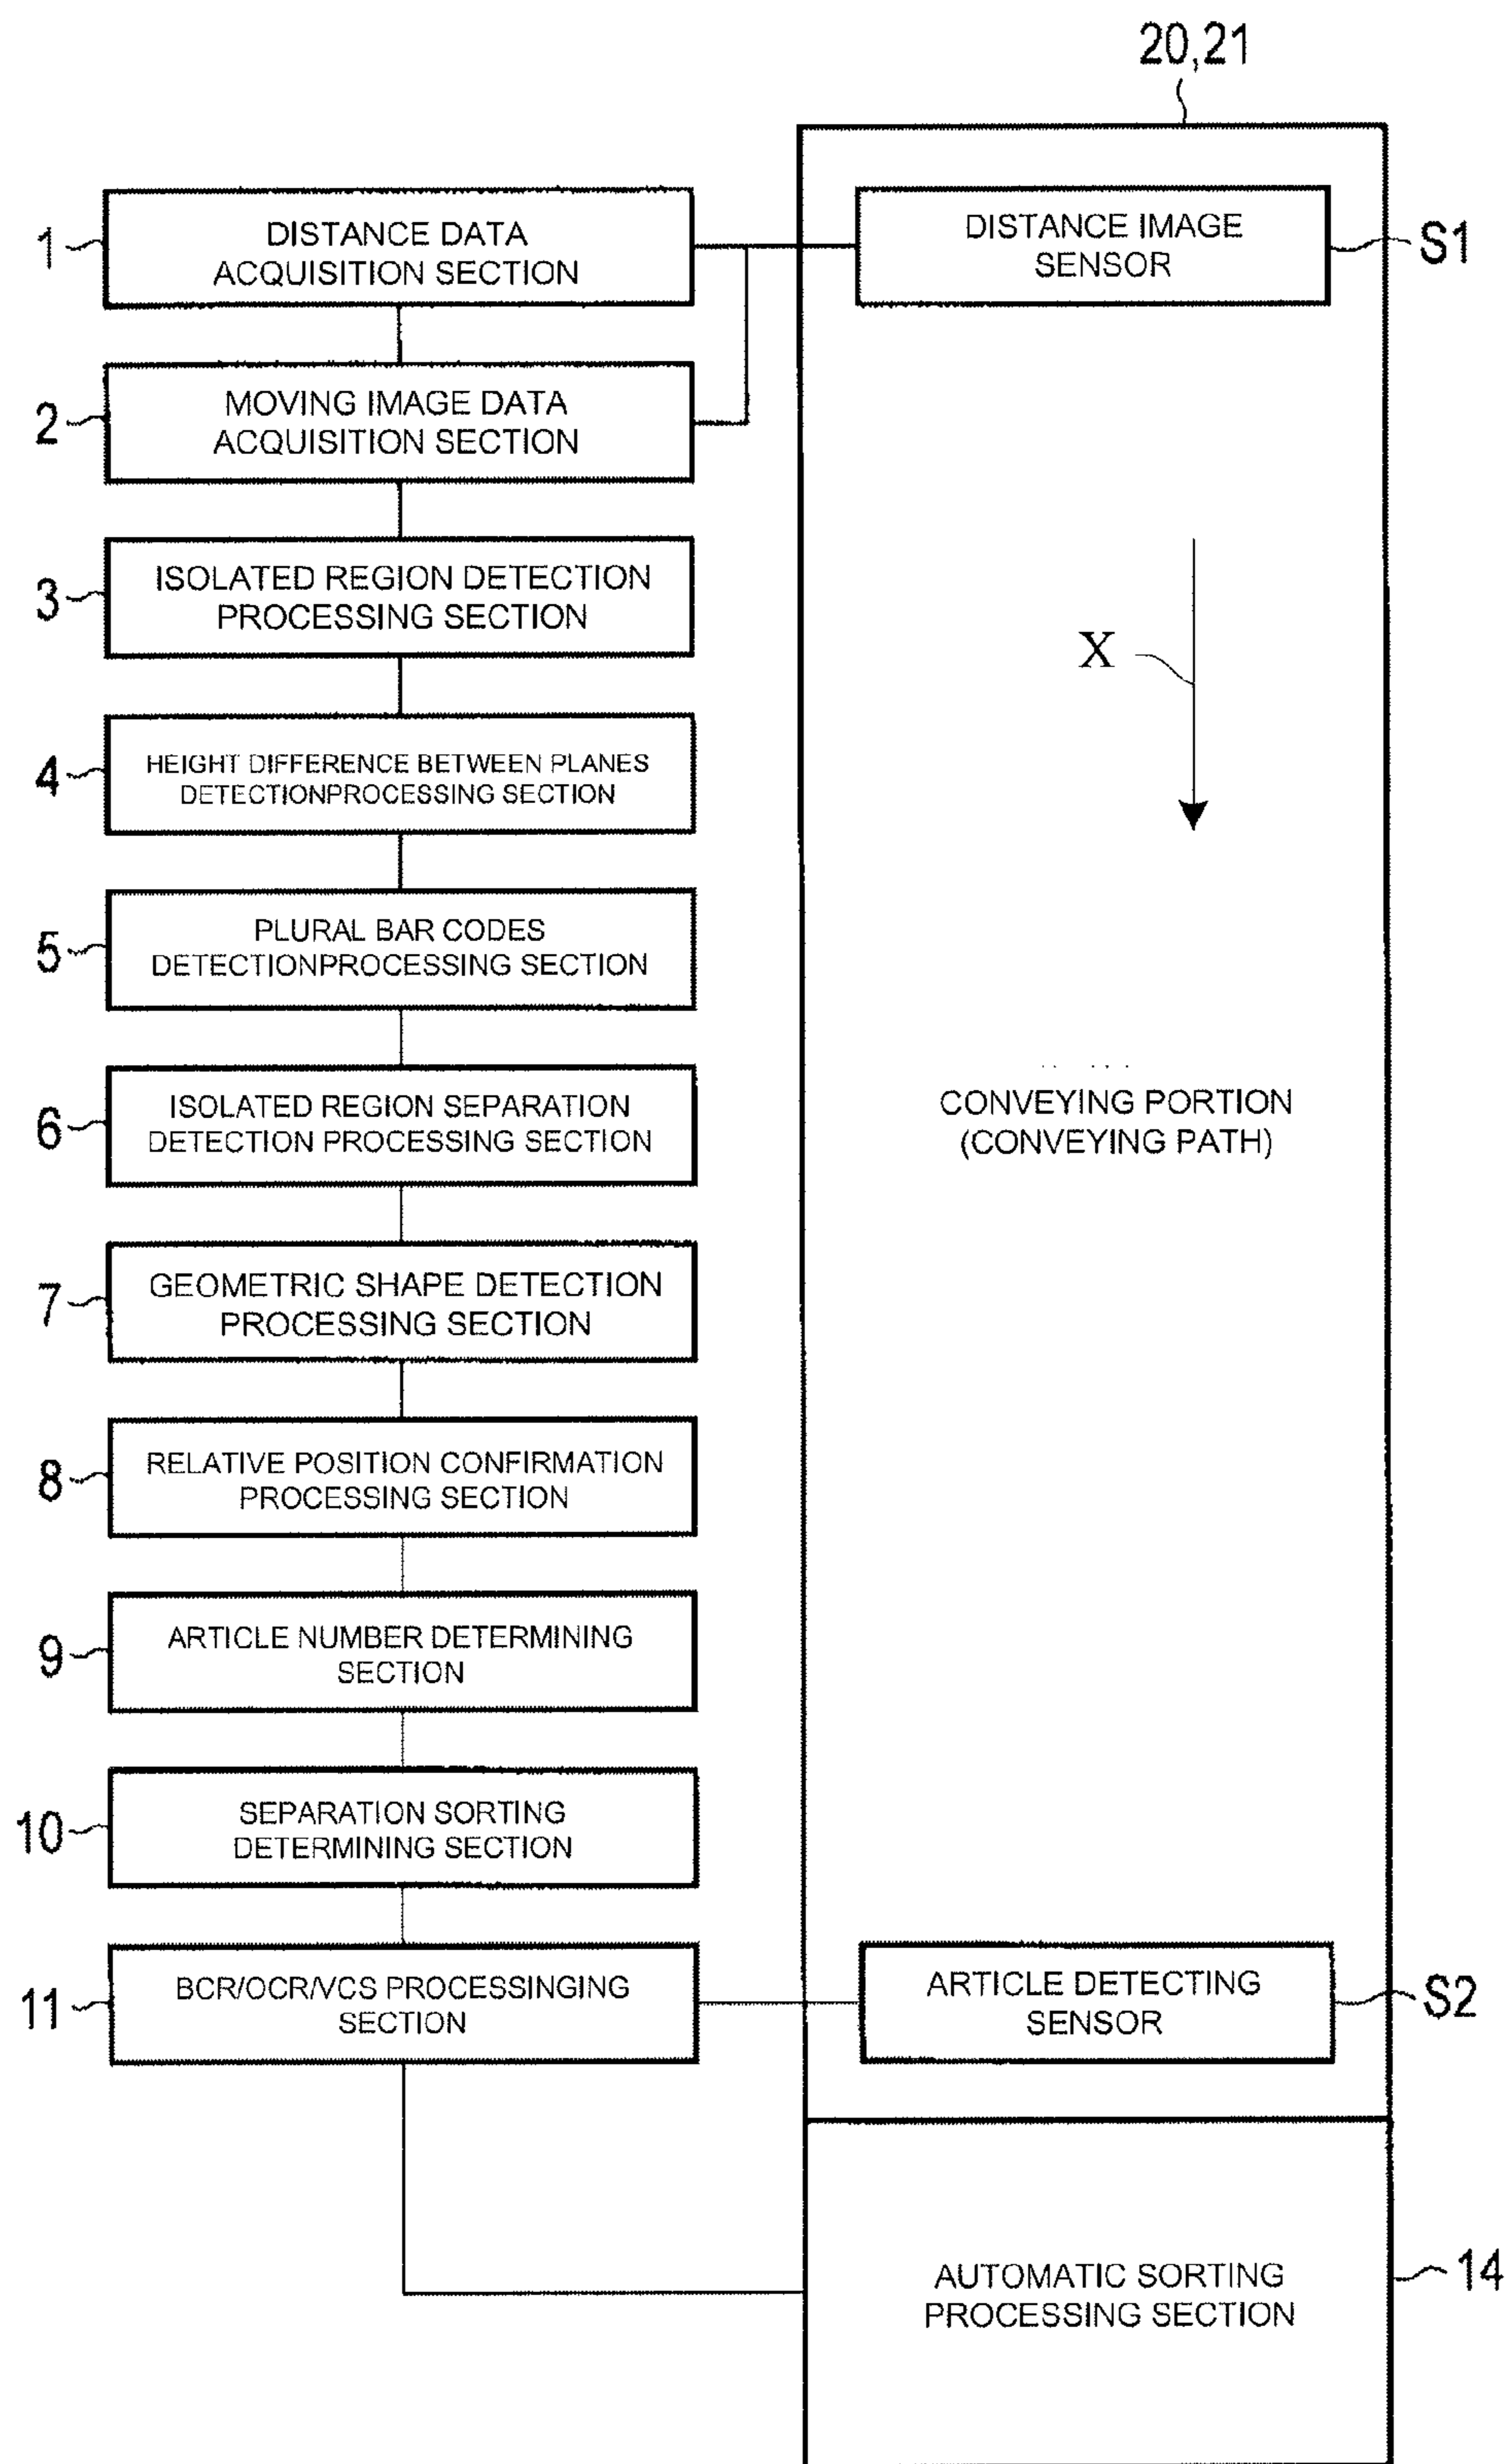 20,21
1
DISTANCE DATA
ACQUISITION SECTION
DISTANCE IMAGE
SENSOR
S1
2
MOVING IMAGE DATA
ACQUISITION SECTION
3
ISOLATED REGION DETECTION
PROCESSING SECTION
X
4
HEIGHT DIFFERENCE BETWEEN PLANES
DETECTIONPROCESSING SECTION
5
PLURAL BAR CODES
DETECTIONPROCESSING SECTION
6
ISOLATED REGION SEPARATION
DETECTION PROCESSING SECTION
CONVEYING PORTION
(CONVEYING PATH)
7
GEOMETRIC SHAPE DETECTION
PROCESSING SECTION
8
RELATIVE POSITION CONFIRMATION
PROCESSING SECTION
9
ARTICLE NUMBER DETERMINING
SECTION
10
SEPARATION SORTING
DETERMINING SECTION
11
BCR/OCR/VCS PROCESSINGING
SECTION
ARTICLE DETECTING
SENSOR
S2
AUTOMATIC SORTING
PROCESSING SECTION
14